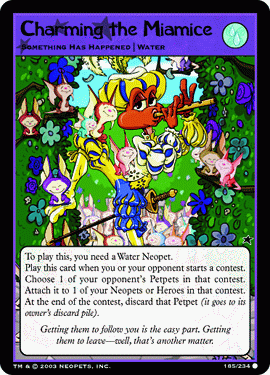 Charming the Miamice
Something Has Happened | Water
To play this, you need a Water Neopet.
Play this card when you or your opponent starts a contest.
Choose 1 of your opponent's Petpets in that contest.
Attach it to 1 of your Neopets or Heroes in that contest.
At the end of the contest, discard that Petpet (it goes to its
owner's discard pile).
Getting them to follow you is the easy part. Getting
them to leave—well, that's another matter.
TM & © 2003 NEOPETS, INC.
185/234